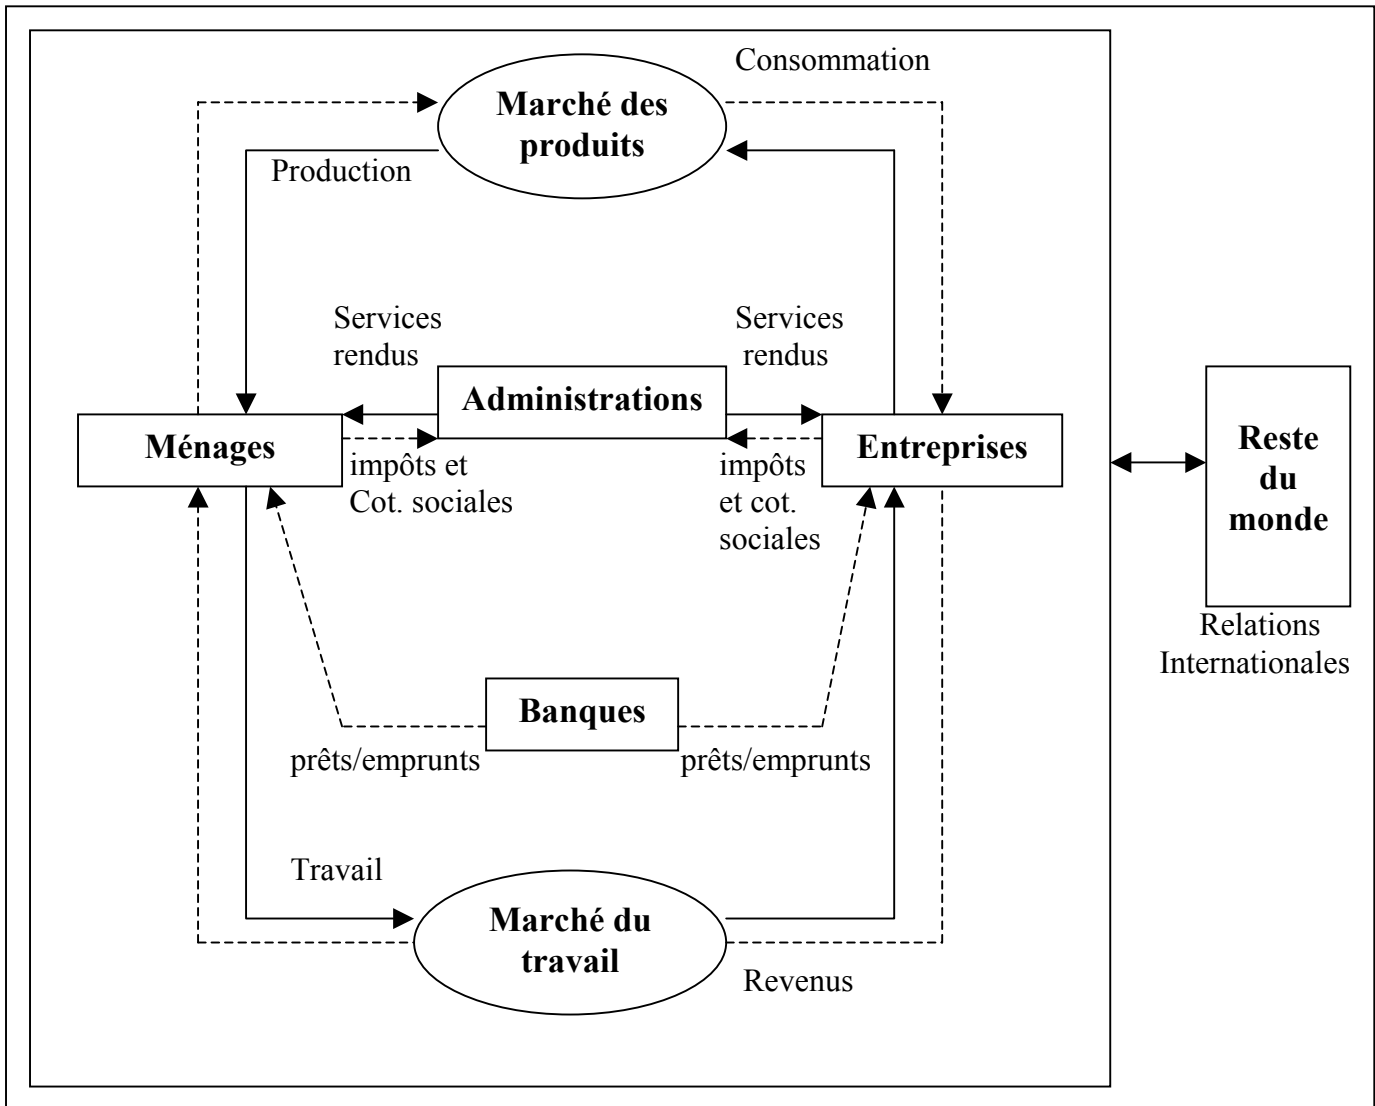 Consommation
Marché des
produits
Production
Services
rendus
Services
rendus
Administrations
Ménages
Entreprises
impôts et
Cot. sociales
impôts
et cot.
sociales
Reste
du
monde
Relations
Internationales
Banques
prêts/emprunts
prêts/emprunts
Travail
Marché du
travail
Revenus